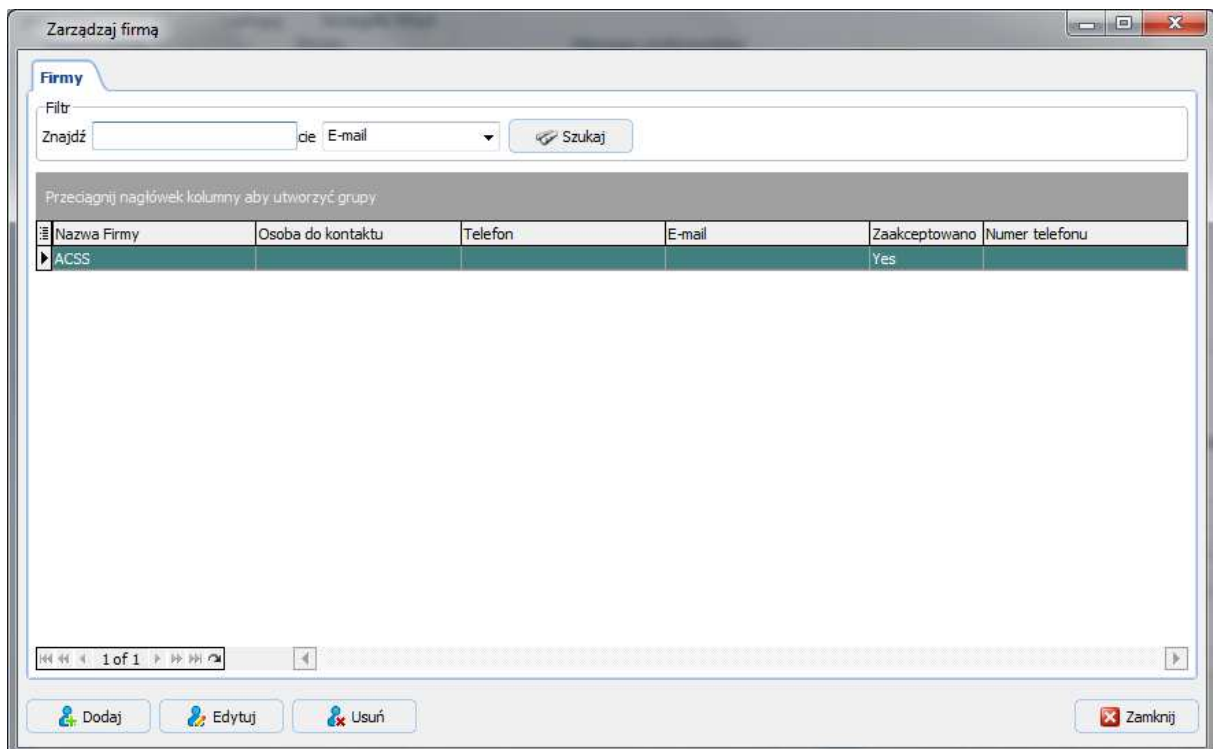 Zarządzaj firmą
Firmy
Filtr
Znajdź cie E-mail Szukaj
Przeciągnij nagłówek kolumny aby utworzyć grupy
Nazwa Firmy Osoba do kontaktu Telefon E-mail Zaakceptowano Numer telefonu
ACSS Yes
1 of 1
Dodaj Edytuj Usuń Zamknij